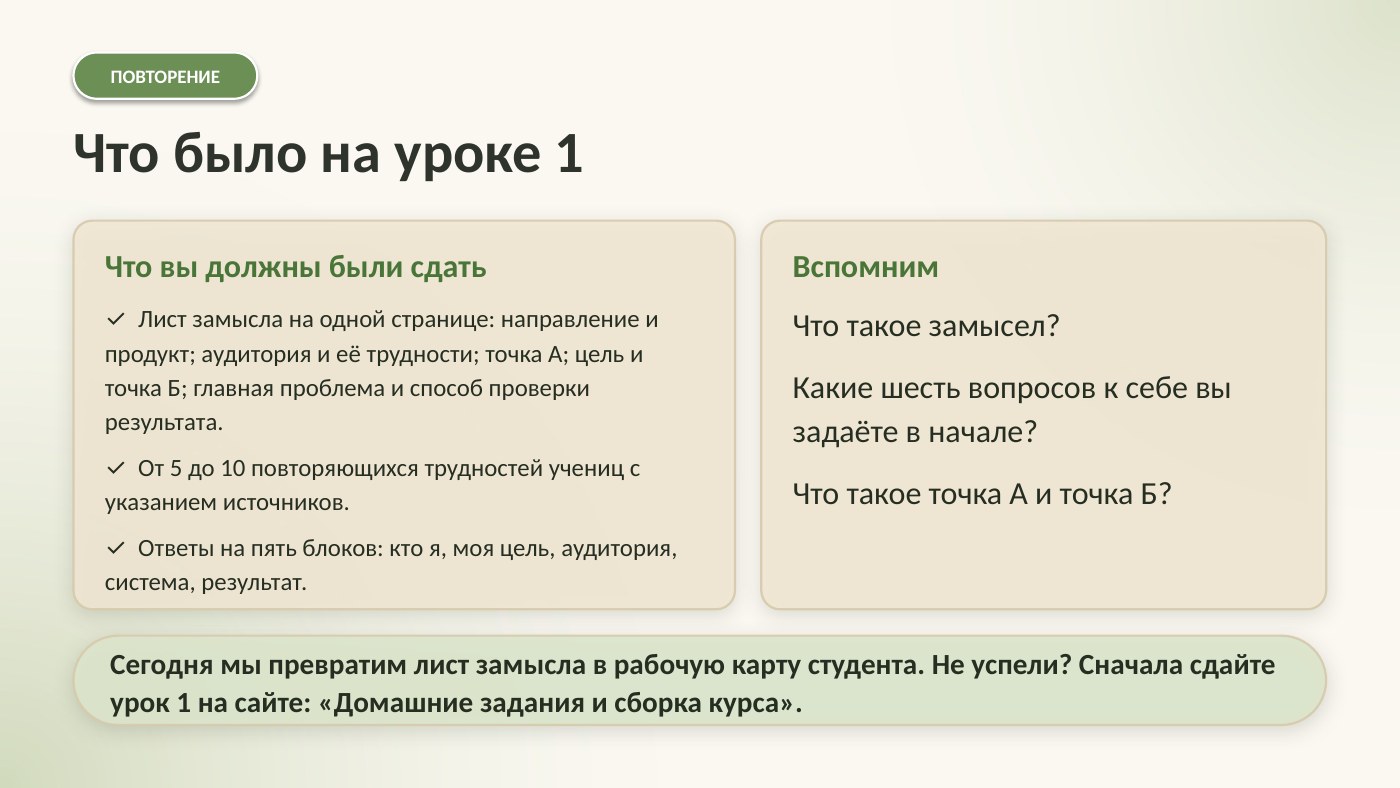 ПОВТОРЕНИЕ
Что было на уроке 1
Что вы должны были сдать
✓ Лист замысла на одной странице: направление и
продукт; аудитория и её трудности; точка А; цель и
точка Б; главная проблема и способ проверки
результата.
✓ От 5 до 10 повторяющихся трудностей учениц с
указанием источников.
✓ Ответы на пять блоков: кто я, моя цель, аудитория,
система, результат.
Вспомним
Что такое замысел?
Какие шесть вопросов к себе вы
задаёте в начале?
Что такое точка А и точка Б?
Сегодня мы превратим лист замысла в рабочую карту студента. Не успели? Сначала сдайте
урок 1 на сайте: «Домашние задания и сборка курса».